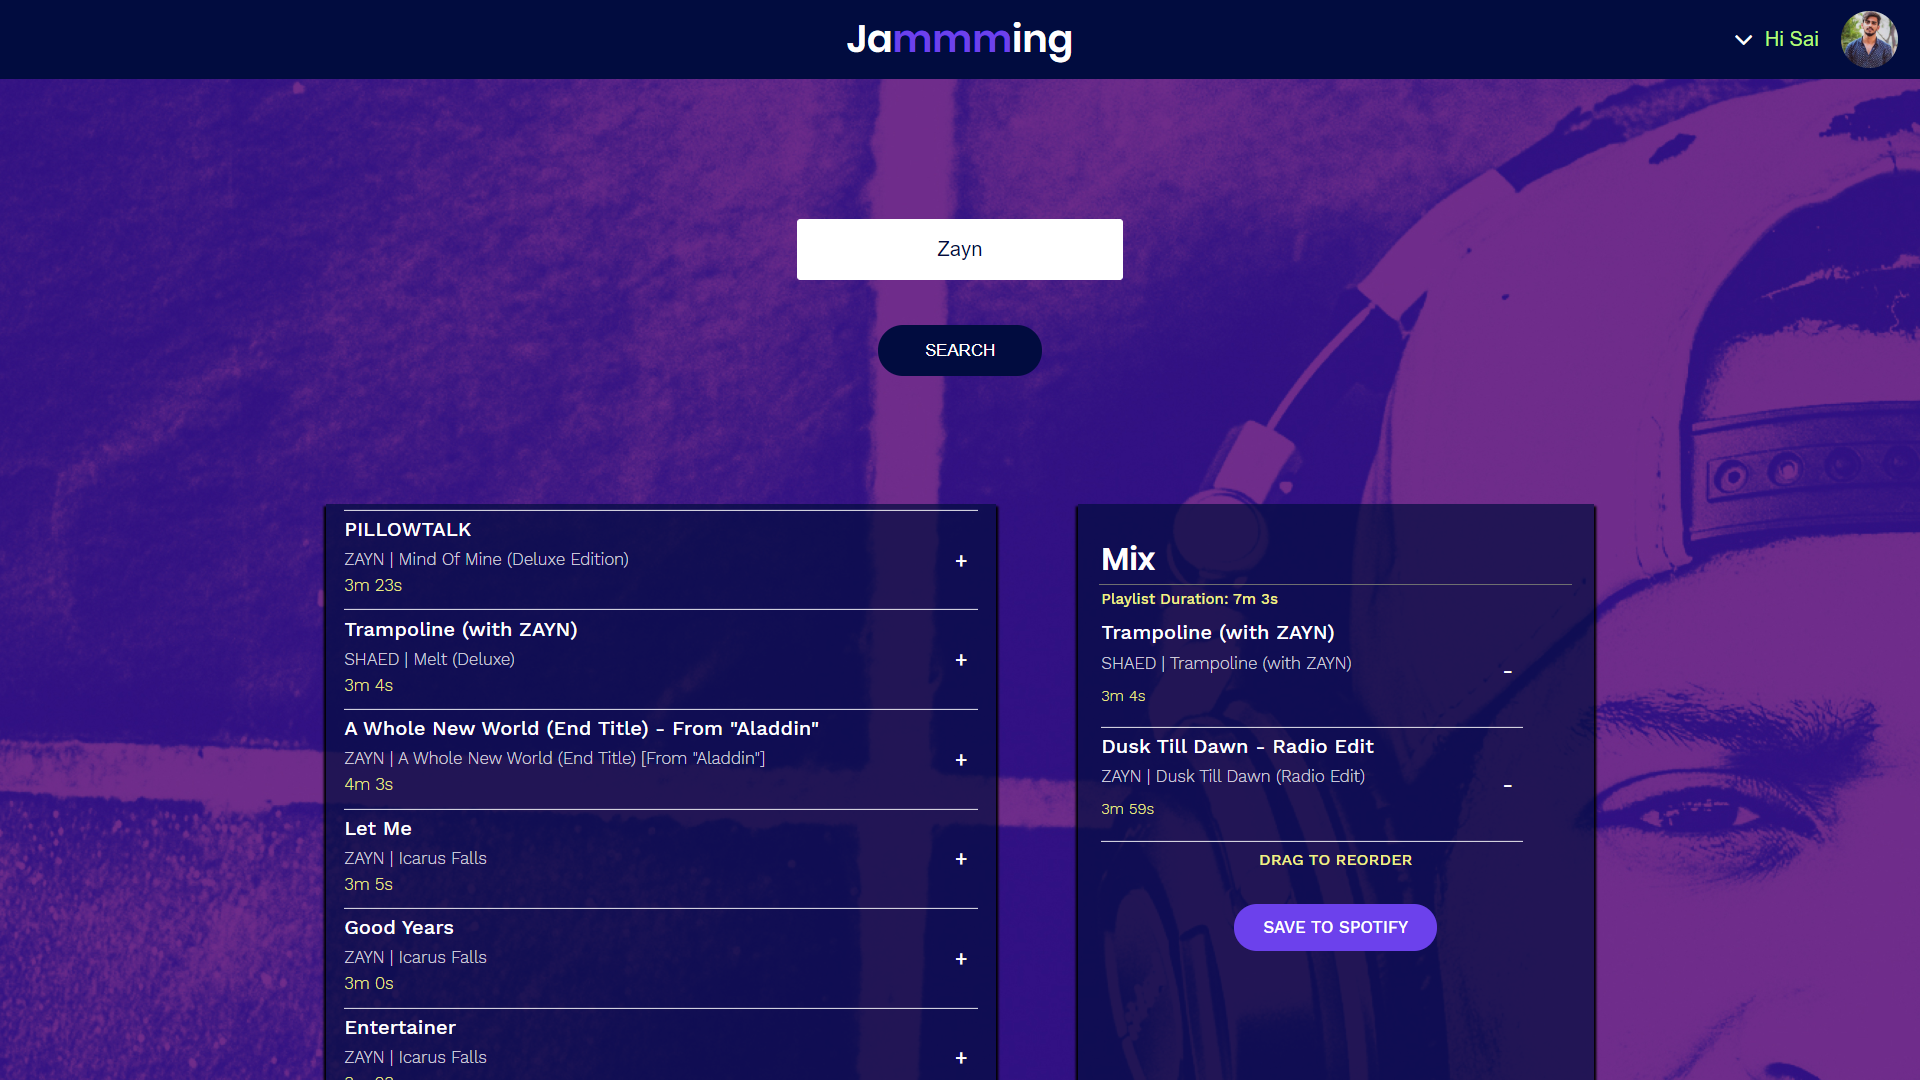 Jammming
Hi Sai
Zayn
SEARCH
PILLOWTALK
ZAYN | Mind Of Mine (Deluxe Edition)
3m 23s
+
Trampoline (with ZAYN)
SHAED | Melt (Deluxe)
3m 4s
+
A Whole New World (End Title) - From "Aladdin"
ZAYN | A Whole New World (End Title) [From "Aladdin"]
4m 3s
+
Let Me
ZAYN | Icarus Falls
3m 5s
+
Good Years
ZAYN | Icarus Falls
3m 0s
+
Entertainer
ZAYN | Icarus Falls
+
Mix
Playlist Duration: 7m 3s
Trampoline (with ZAYN)
SHAED | Trampoline (with ZAYN)
3m 4s
-
Dusk Till Dawn - Radio Edit
ZAYN | Dusk Till Dawn (Radio Edit)
3m 59s
-
DRAG TO REORDER
SAVE TO SPOTIFY